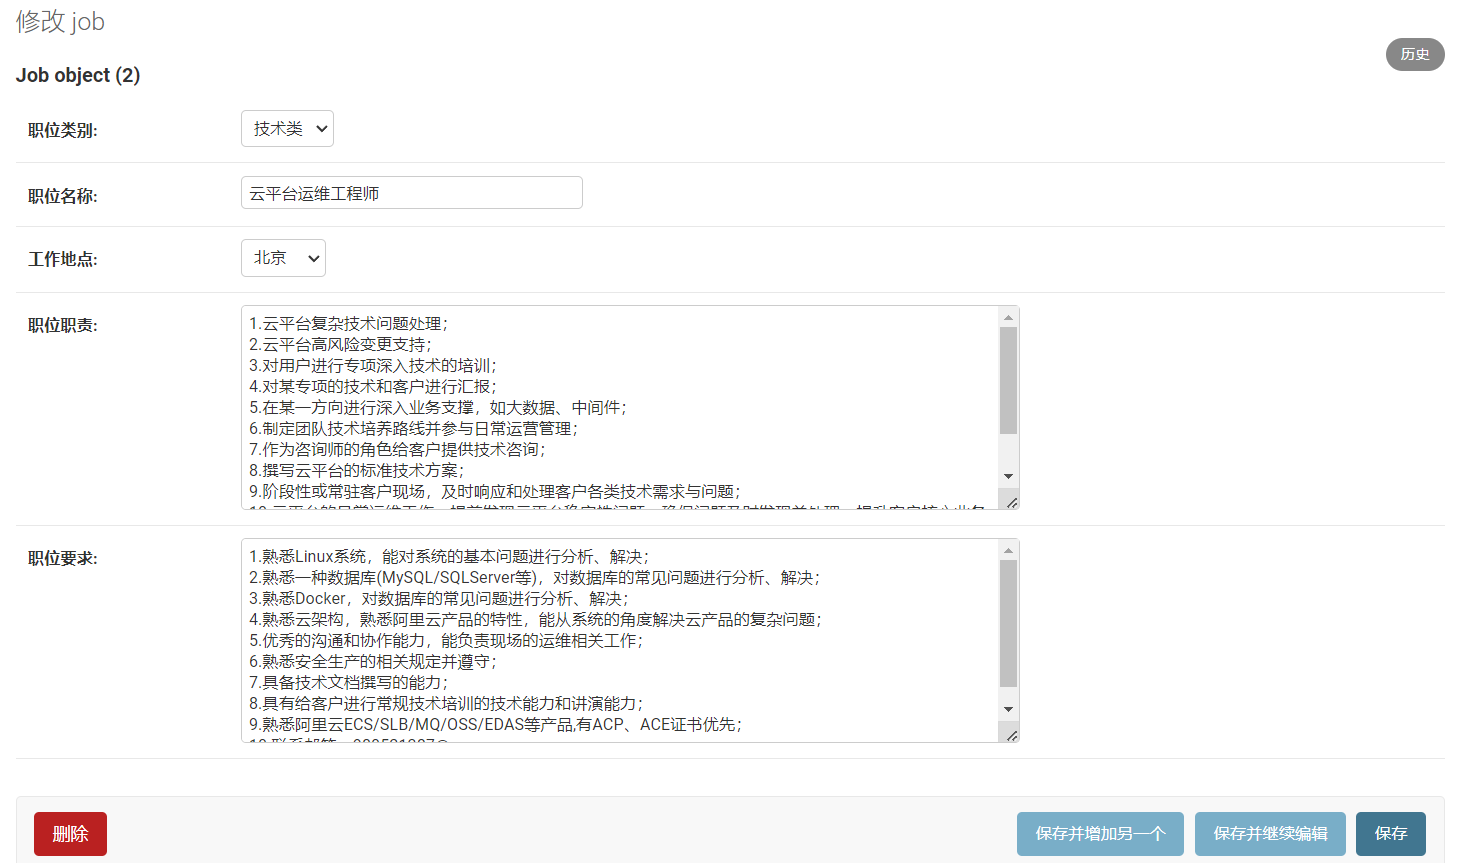 修改 job
历史
Job object (2)
职位类别:
技术类
职位名称:
云平台运维工程师
工作地点:
北京
职位职责:
1.云平台复杂技术问题处理；
2.云平台高风险变更支持；
3.对用户进行专项深入技术的培训；
4.对某专项的技术和客户进行汇报；
5.在某一方向进行深入业务支撑，如大数据、中间件；
6.制定团队技术培养路线并参与日常运营管理；
7.作为咨询师的角色给客户提供技术咨询；
8.撰写云平台的标准技术方案；
9.阶段性或常驻客户现场，及时响应和处理客户各类技术需求与问题；
职位要求:
1.熟悉Linux系统，能对系统的基本问题进行分析、解决；
2.熟悉一种数据库(MySQL/SQLServer等)，对数据库的常见问题进行分析、解决；
3.熟悉Docker，对数据库的常见问题进行分析、解决；
4.熟悉云架构，熟悉阿里云产品的特性，能从系统的角度解决云产品的复杂问题；
5.优秀的沟通和协作能力，能负责现场的运维相关工作；
6.熟悉安全生产的相关规定并遵守；
7.具备技术文档撰写的能力；
8.具有给客户进行常规技术培训的技术能力和讲演能力；
9.熟悉阿里云ECS/SLB/MQ/OSS/EDAS等产品,有ACP、ACE证书优先；
删除
保存并增加另一个
保存并继续编辑
保存